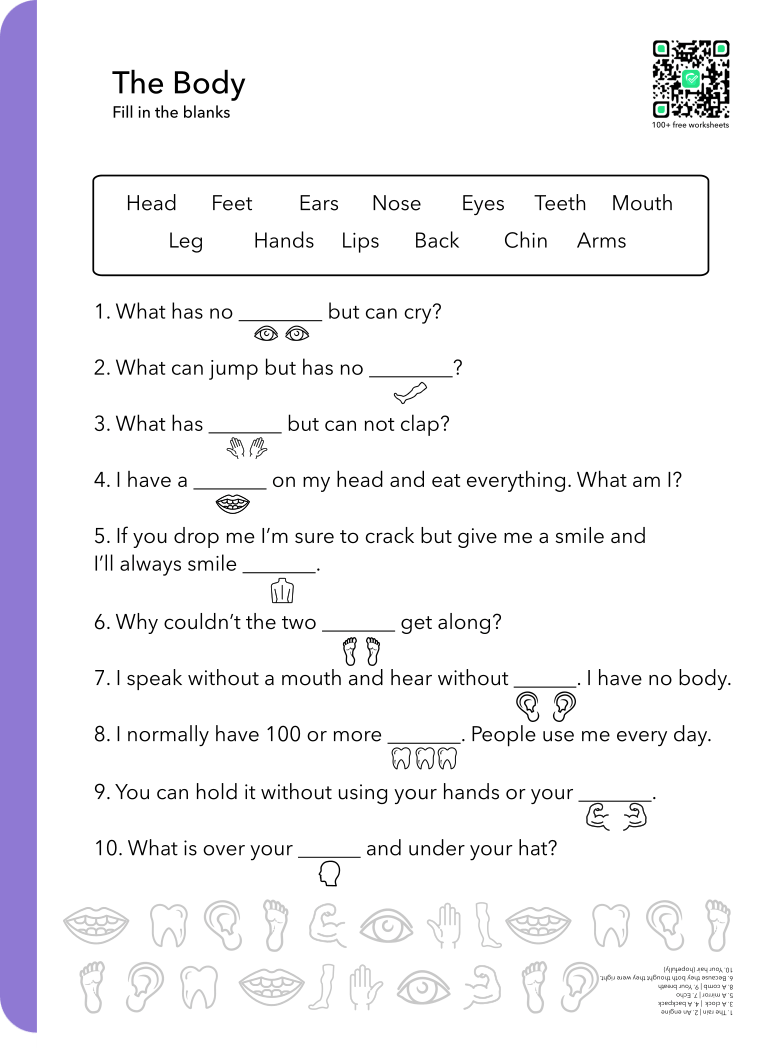 The Body
Fill in the blanks
100+ free worksheets
Head Feet Ears Nose Eyes Teeth Mouth
Leg Hands Lips Back Chin Arms
1. What has no ________ but can cry?
2. What can jump but has no ________?
3. What has _______ but can not clap?
4. I have a _______ on my head and eat everything. What am I?
5. If you drop me I’m sure to crack but give me a smile and
I’ll always smile _______.
6. Why couldn’t the two _______ get along?
7. I speak without a mouth and hear without ______. I have no body.
8. I normally have 100 or more _______. People use me every day.
9. You can hold it without using your hands or your _______.
10. What is over your ______ and under your hat?
1. The rain | 2. An engine
3. A clock | 4. A backpack
5. A mirror | 7. Echo
8. A comb | 9. Your breath
6. Because they both thought they were right.
10. Your hair (hopefully)